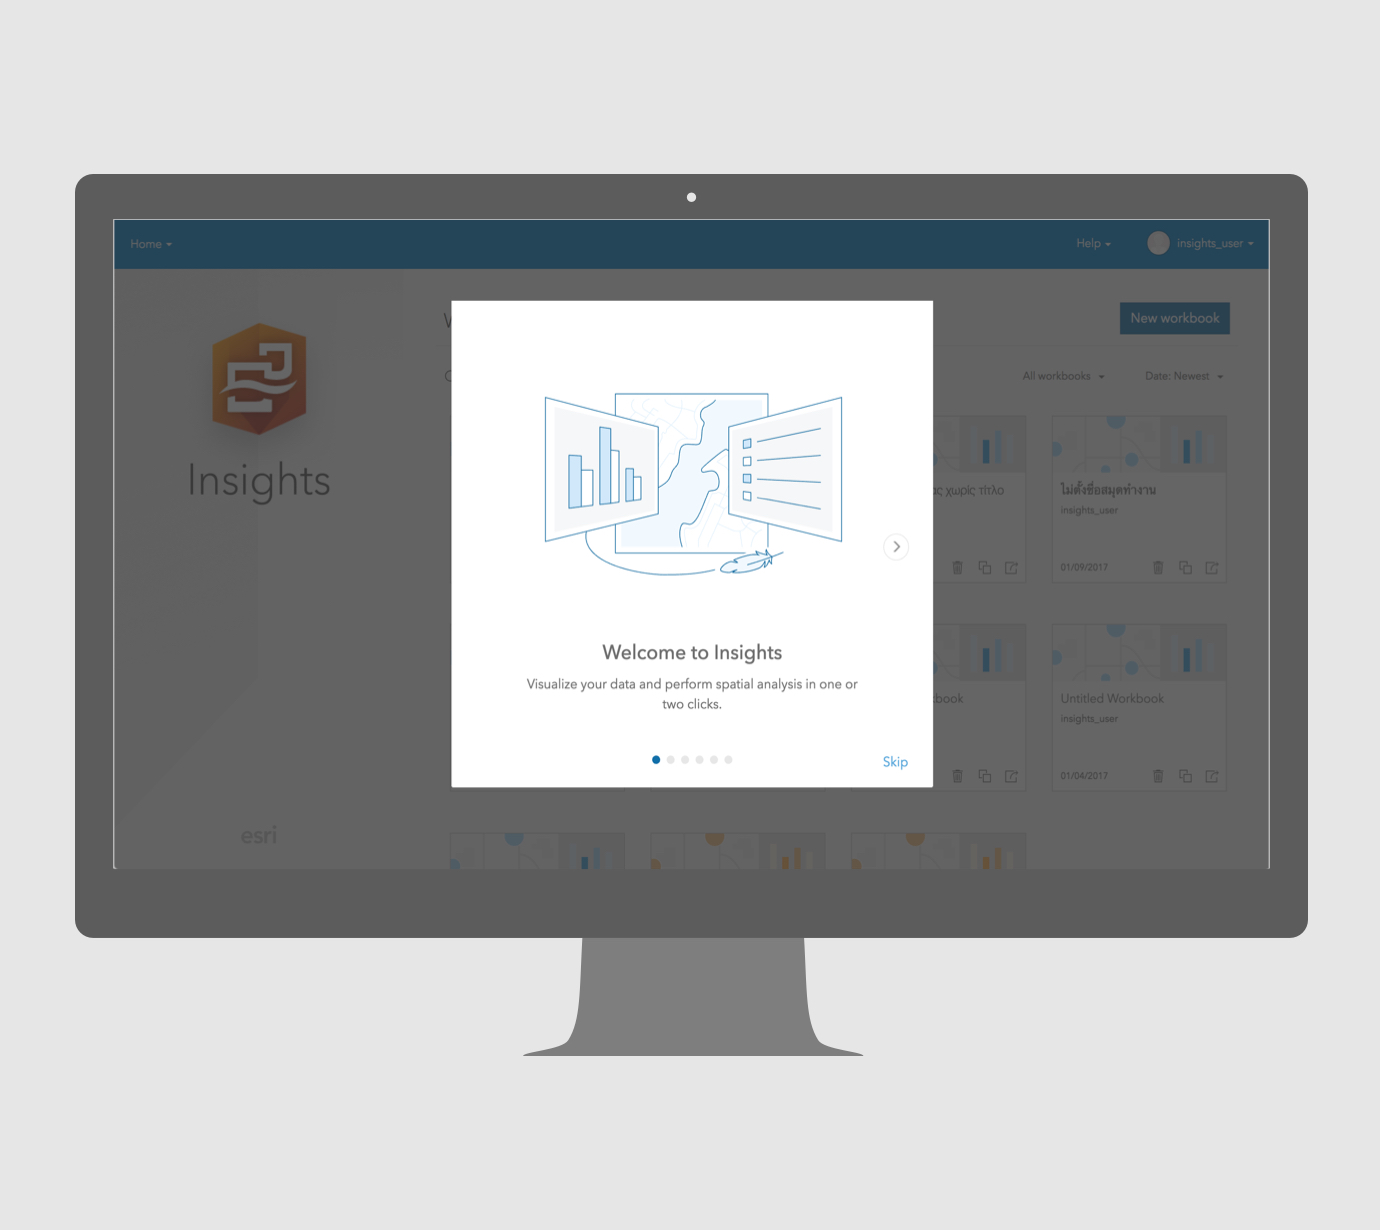 Home
Help
insights_user
New workbook
All workbooks
Date: Newest
Insights
esri
χωρίς τίτλο
ไม่ตั้งชื่อสมุดทำงาน
insights_user
01/09/2017
Welcome to Insights
Visualize your data and perform spatial analysis in one or
two clicks.
Skip
Untitled Workbook
insights_user
01/04/2017